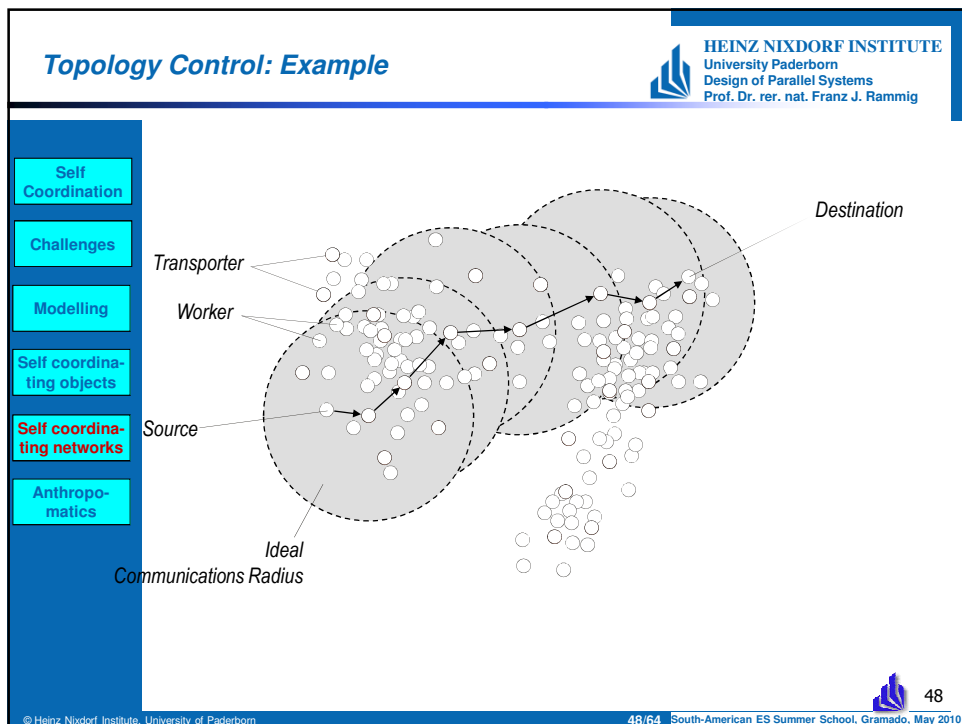 Topology Control: Example
HEINZ NIXDORF INSTITUTE
University Paderborn
Design of Parallel Systems
Prof. Dr. rer. nat. Franz J. Rammig
Self
Coordination
Challenges
Modelling
Self coordina-
ting objects
Self coordina-
ting networks
Anthropo-
matics
Transporter
Worker
Source
Destination
Ideal
Communications Radius
48
© Heinz Nixdorf Institute, University of Paderborn
48/64
South-American ES Summer School, Gramado, May 2010